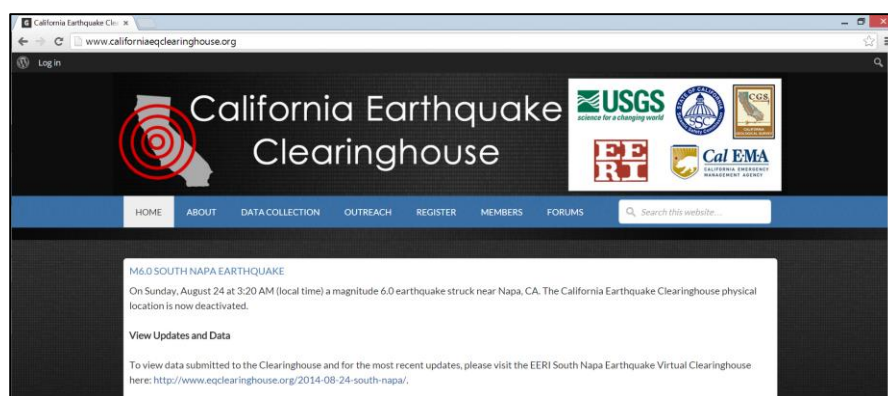 California Earthquake Cle
www.californiaeqclearinghouse.org
Log in
California Earthquake
Clearinghouse
USGS
science for a changing world
STATE OF CALIFORNIA
SSC
CGS
EERI
Cal EMA
CALIFORNIA EMERGENCY
MANAGEMENT AGENCY
HOME ABOUT DATA COLLECTION OUTREACH REGISTER MEMBERS FORUMS Search this website...
M6.0 SOUTH NAPA EARTHQUAKE
On Sunday, August 24 at 3:20 AM (local time) a magnitude 6.0 earthquake struck near Napa, CA. The California Earthquake Clearinghouse physical
location is now deactivated.
View Updates and Data
To view data submitted to the Clearinghouse and for the most recent updates, please visit the EERI South Napa Earthquake Virtual Clearinghouse
here: http://www.eqclearinghouse.org/2014-08-24-south-napa/.